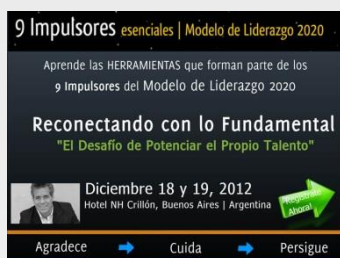 9 Impulsores esenciales | Modelo de Liderazgo 2020
Aprende las HERRAMIENTAS que forman parte de los
9 Impulsores del Modelo de Liderazgo 2020
Reconectando con lo Fundamental
"El Desafío de Potenciar el Propio Talento"
Diciembre 18 y 19, 2012
Hotel NH Crillón, Buenos Aires | Argentina
¡Regístrate
Ahora!
Agradece
Cuida
Persigue